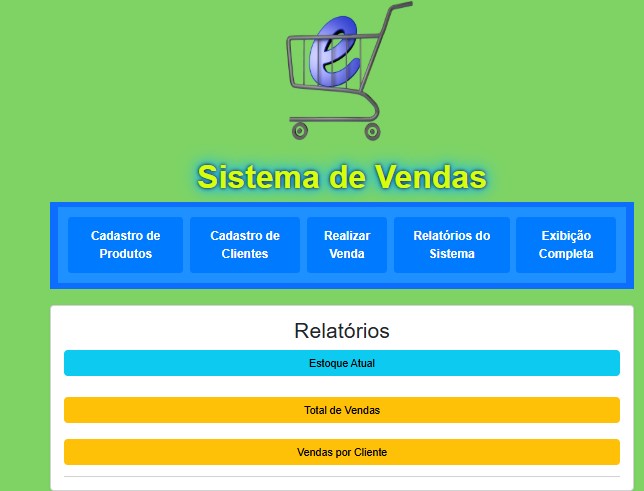 e
Sistema de Vendas
Cadastro de
Produtos
Cadastro de
Clientes
Realizar
Venda
Relatórios do
Sistema
Exibição
Completa
Relatórios
Estoque Atual
Total de Vendas
Vendas por Cliente